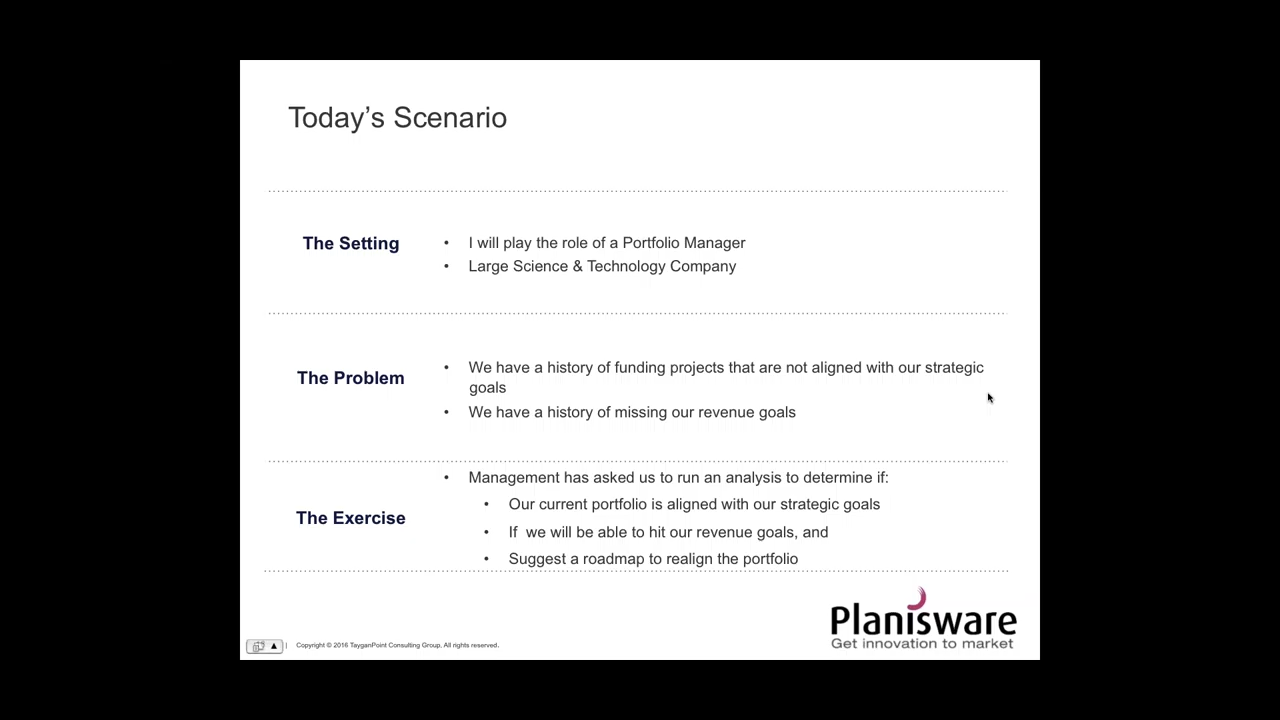 Today’s Scenario
The Setting
• I will play the role of a Portfolio Manager
• Large Science & Technology Company
The Problem
• We have a history of funding projects that are not aligned with our strategic
goals
• We have a history of missing our revenue goals
The Exercise
• Management has asked us to run an analysis to determine if:
• Our current portfolio is aligned with our strategic goals
• If we will be able to hit our revenue goals, and
• Suggest a roadmap to realign the portfolio
Planisware
Get innovation to market
| Copyright © 2016 TayganPoint Consulting Group. All rights reserved.